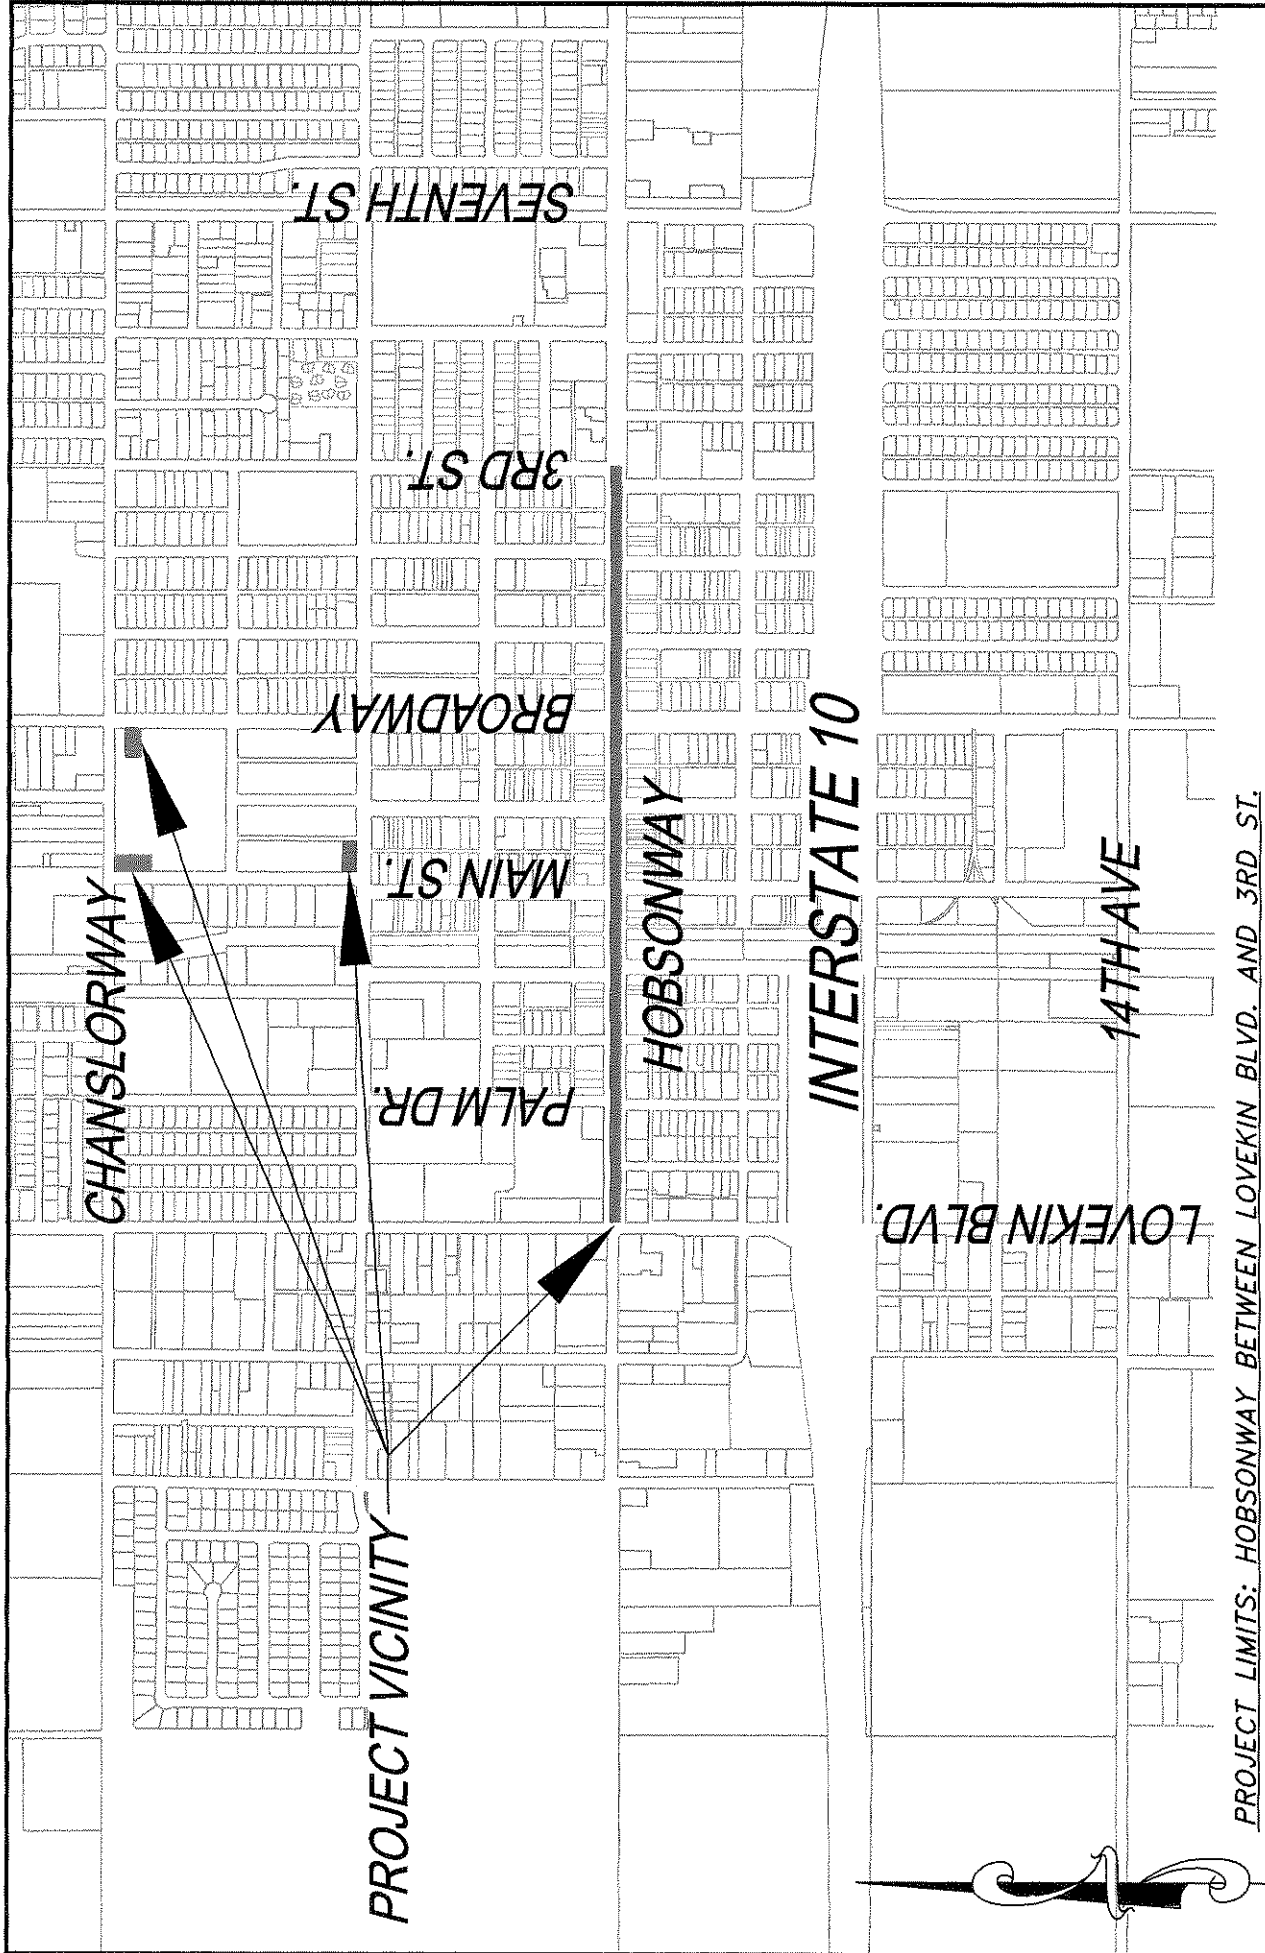 CHANSLORWAY
PROJECT VICINITY
PALM DR.
MAIN ST.
BROADWAY
3RD ST.
SEVENTH ST.
HOBSONWAY
INTERSTATE 10
LOVEKIN BLVD.
14TH AVE
N
PROJECT LIMITS: HOBSONWAY BETWEEN LOVEKIN BLVD. AND 3RD ST.